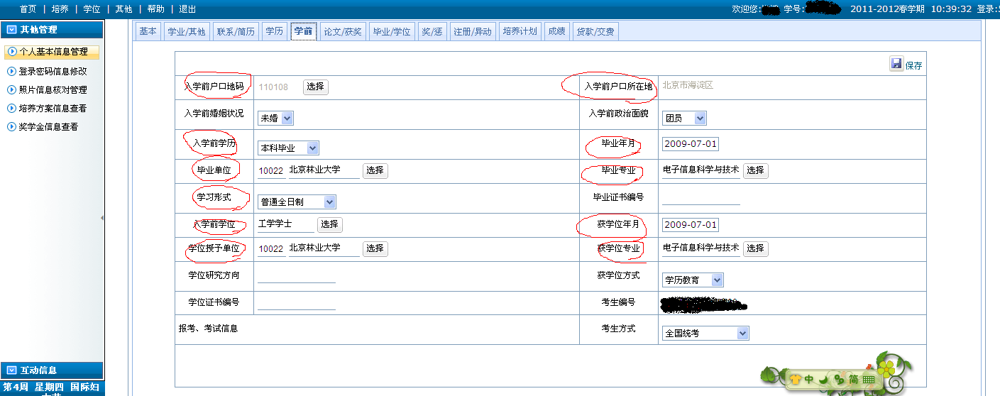 首页 | 培养 | 学位 | 其他 | 帮助 | 退出
欢迎您: 学号: 2011-2012春学期 10:39:32 登录:
其他管理
个人基本信息管理
登录密码信息修改
照片信息核对管理
培养方案信息查看
奖学金信息查看
互动信息
第4周 星期四 国际妇
基本 学业/其他 联系/简历 学历 学前 论文/获奖 毕业/学位 奖/惩 注册/异动 培养计划 成绩 贷款/交费
保存
入学前户口地码 110108 选择 入学前户口所在地 北京市海淀区
入学前婚姻状况 未婚 入学前政治面貌 团员
入学前学历 本科毕业 毕业年月 2009-07-01
毕业单位 10022 北京林业大学 选择 毕业专业 电子信息科学与技术 选择
学习形式 普通全日制 毕业证书编号
入学前学位 工学学士 选择 获学位年月 2009-07-01
学位授予单位 10022 北京林业大学 选择 获学位专业 电子信息科学与技术 选择
学位研究方向 获学位方式 学历教育
学位证书编号 考生编号
报考、考试信息 考生方式 全国统考
中 简